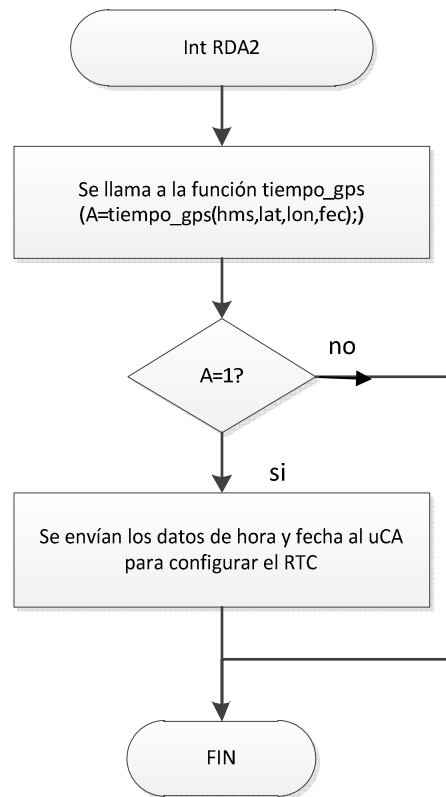 Int RDA2
Se llama a la función tiempo_gps
(A=tiempo_gps(hms,lat,lon,fec);)
A=1?
no
si
Se envían los datos de hora y fecha al uCA
para configurar el RTC
FIN